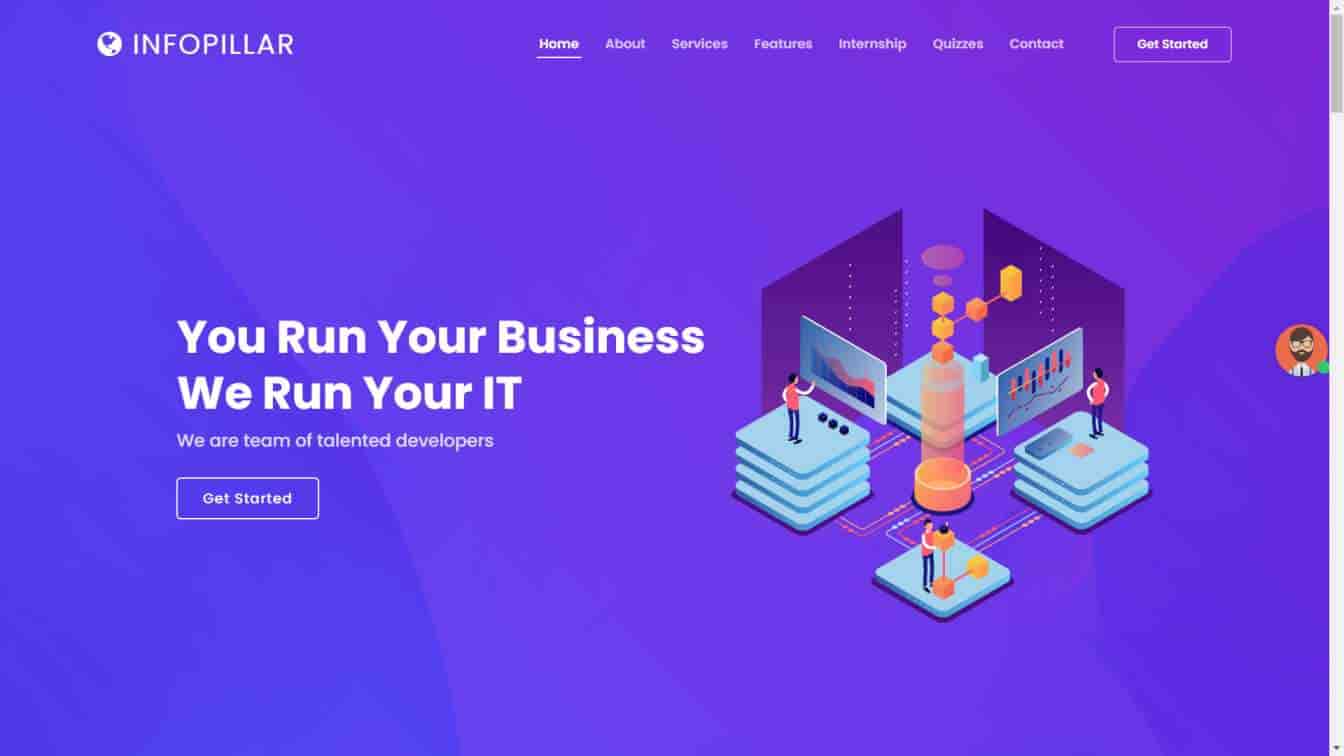 INFOPILLAR
Home About Services Features Internship Quizzes Contact Get Started
You Run Your Business
We Run Your IT
We are team of talented developers
Get Started